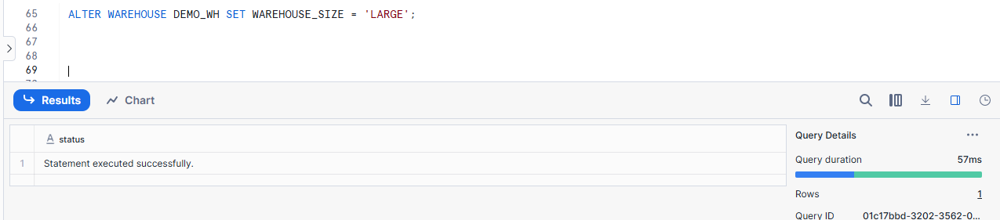 65 ALTER WAREHOUSE DEMO_WH SET WAREHOUSE_SIZE = 'LARGE';
66
67
68
69
Results Chart
A status
1 Statement executed successfully.
Query Details
Query duration 57ms
Rows 1
Query ID 01c17bbd-3202-3562-0...